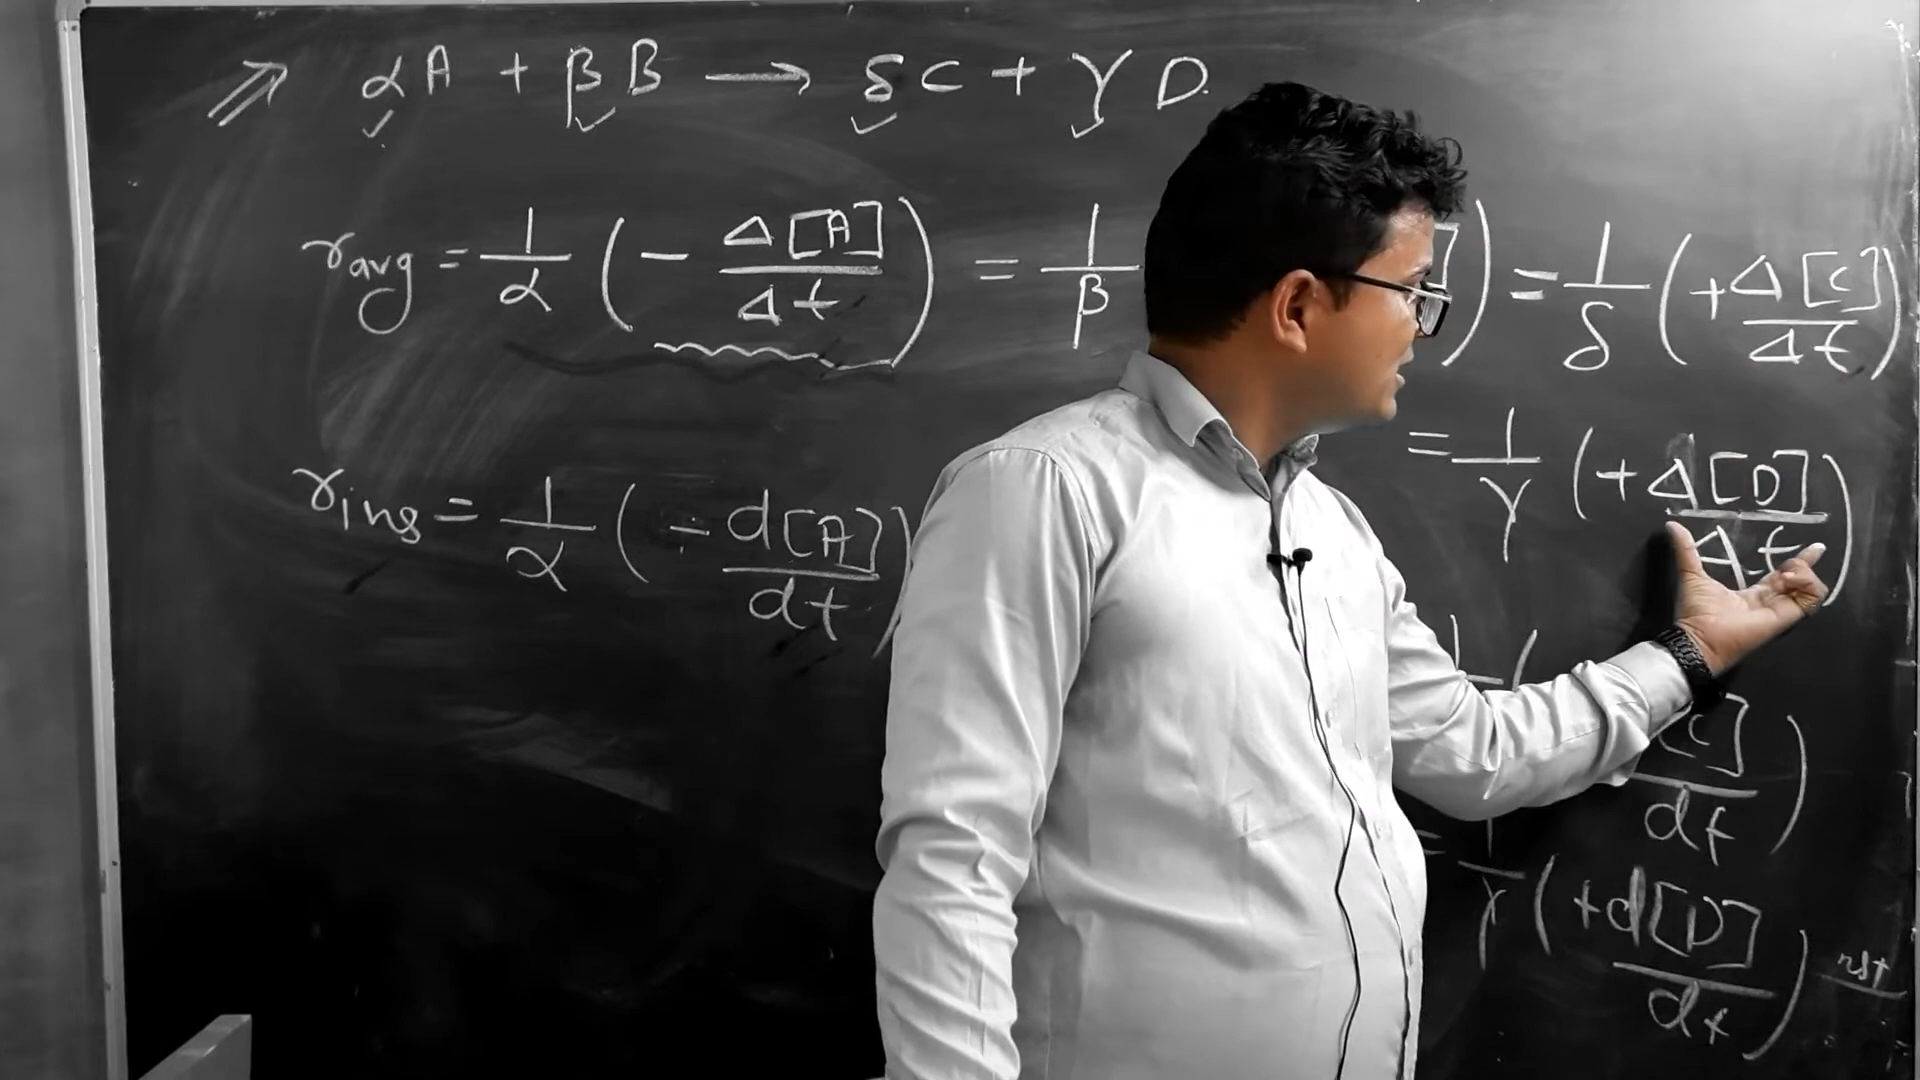 ⇒ αA + βB → δC + γD
r_avg = 1/α (- Δ[A]/Δt) = 1/β ]) = 1/δ (+Δ[C]/Δt)
= 1/γ (+Δ[D]/Δt)
r_ins = 1/α (- d[A]/dt)
[C]/dt)
= 1/γ (+d[D]/dt)